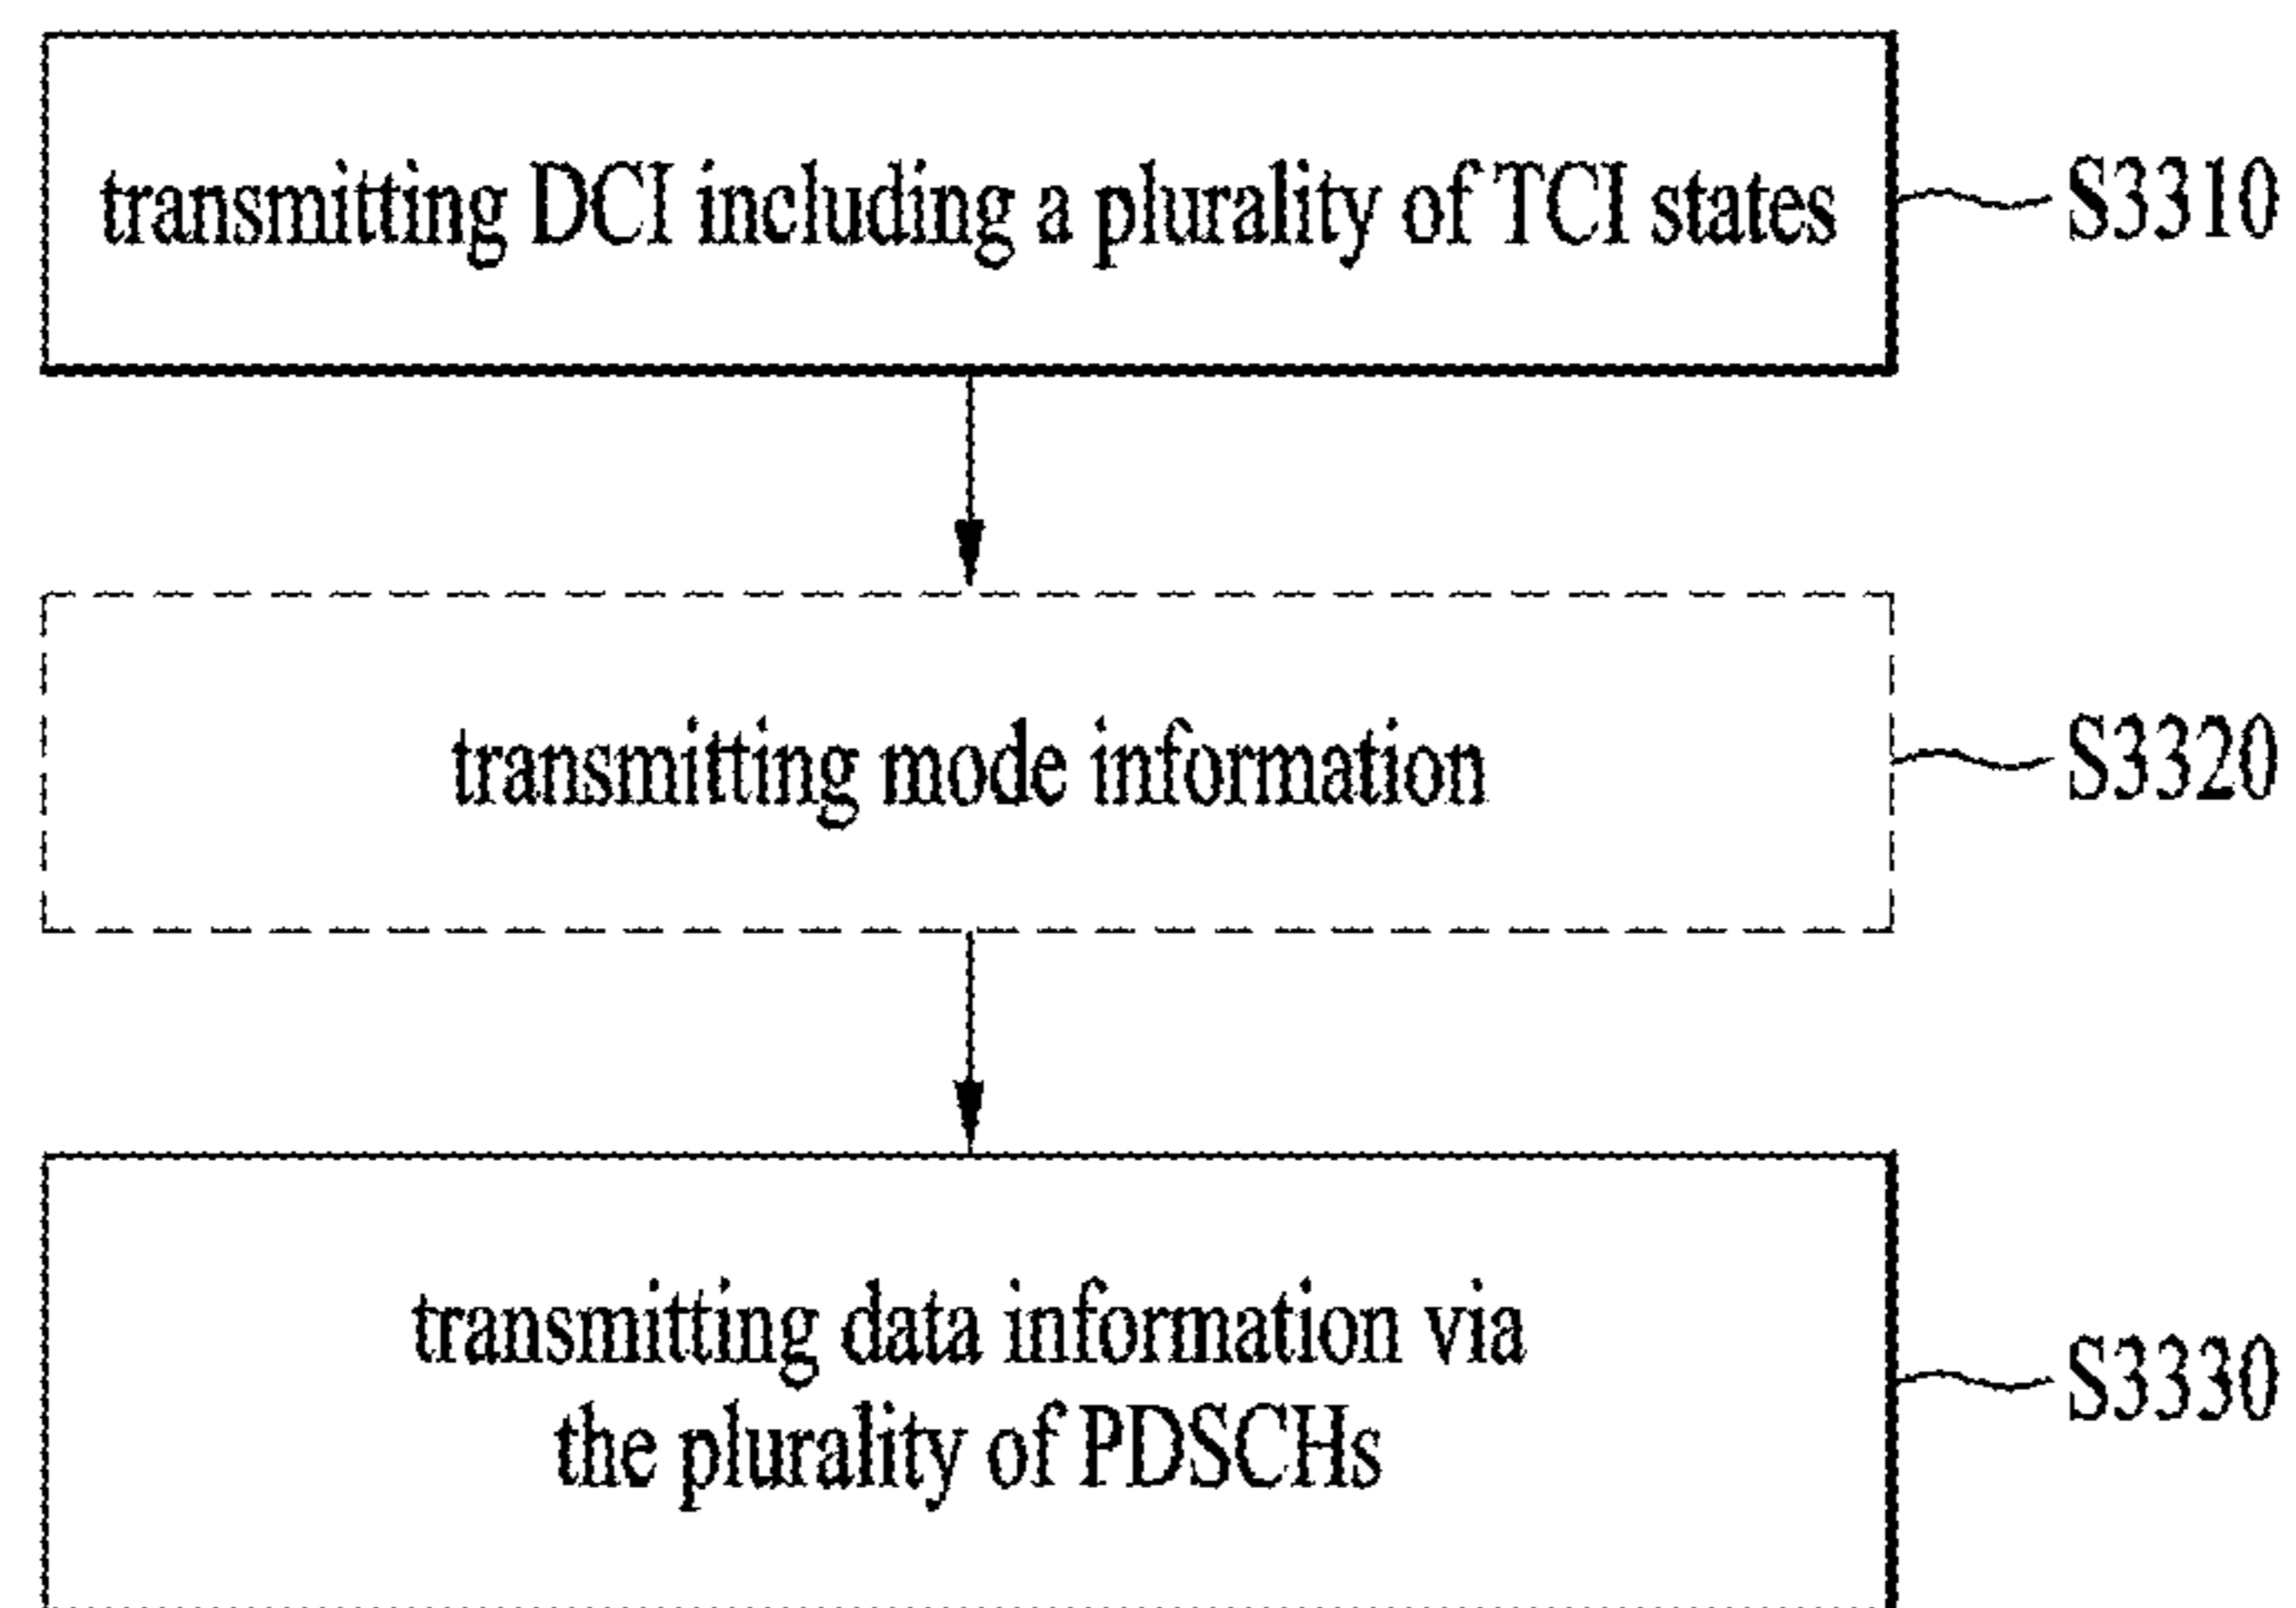 transmitting DCI including a plurality of TCI states
S3310
transmitting mode information
S3320
transmitting data information via
the plurality of PDSCHs
S3330